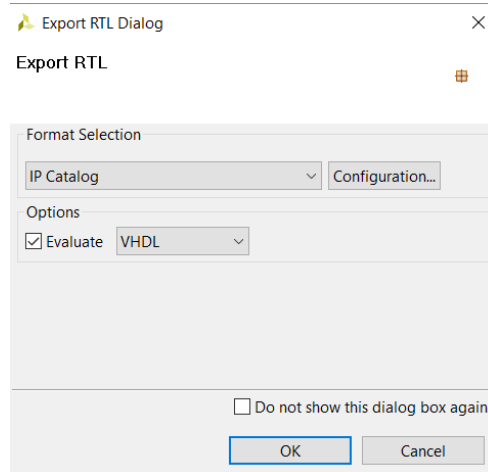 Export RTL Dialog
Export RTL
Format Selection
IP Catalog
Configuration...
Options
Evaluate VHDL
Do not show this dialog box again
OK Cancel